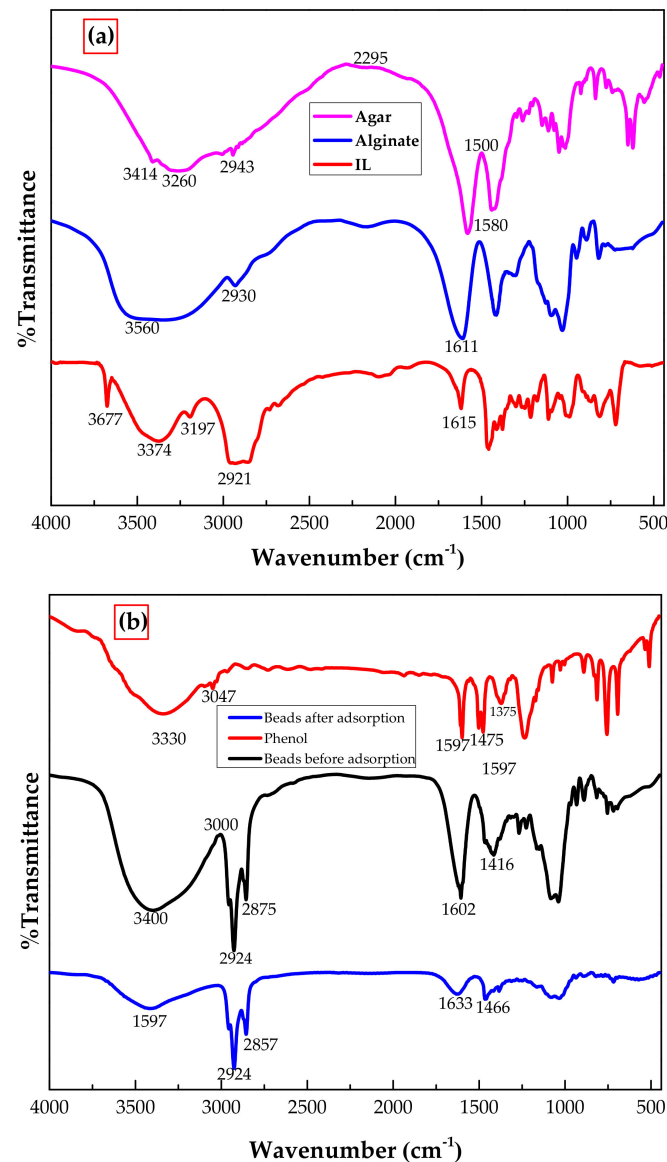 (a)
2295
Agar
Alginate
IL
3414
3260
2943
1500
1580
3560
2930
1611
3677
3374
3197
2921
1615
%Transmittance
4000 3500 3000 2500 2000 1500 1000 500
Wavenumber (cm-1)
(b)
3330
3047
1597
1475
1375
1597
Beads after adsorption
Phenol
Beads before adsorption
3400
3000
2924
2875
1602
1416
1597
2924
2857
1633
1466
%Transmittance
4000 3500 3000 2500 2000 1500 1000 500
Wavenumber (cm-1)